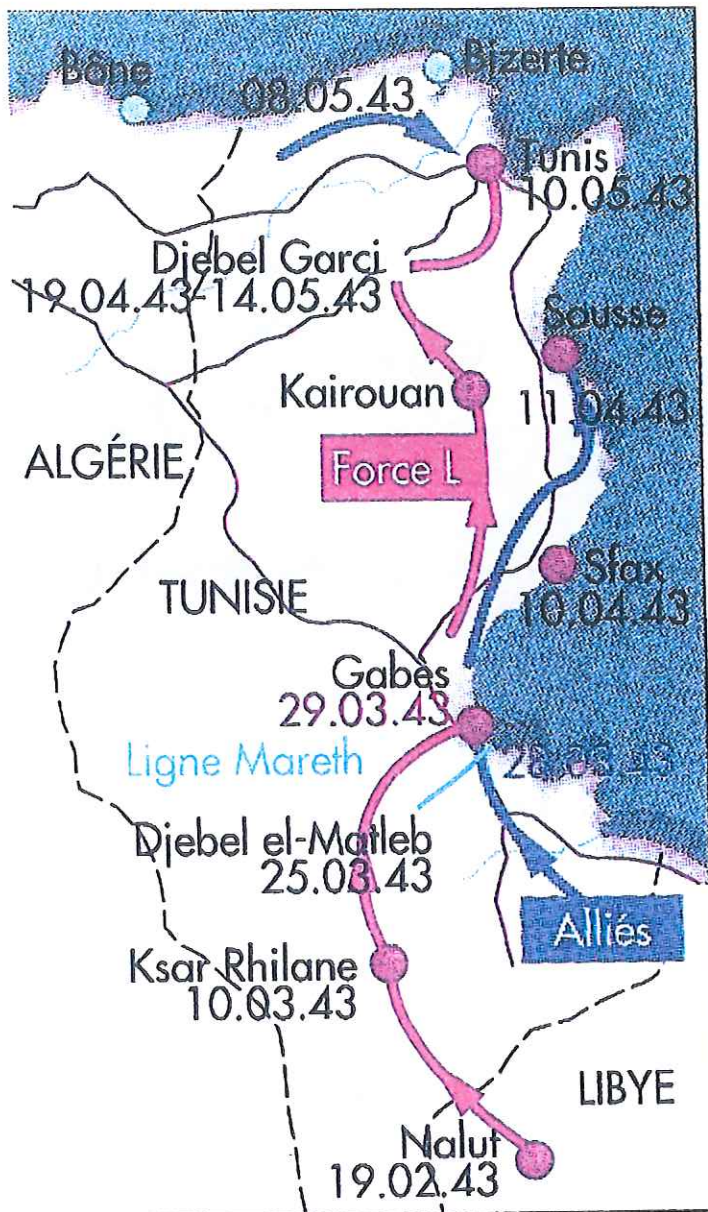 Bône
Bizerte
08.05.43
Tunis
10.05.43
Djebel Garci
19.04.43-14.05.43
Sousse
11.04.43
Kairouan
ALGÉRIE
Force L
TUNISIE
Sfax
10.04.43
Gabès
29.03.43
Ligne Mareth
Djebel el-Matleb
25.03.43
Alliés
Ksar Rhilane
10.03.43
LIBYE
Nalut
19.02.43